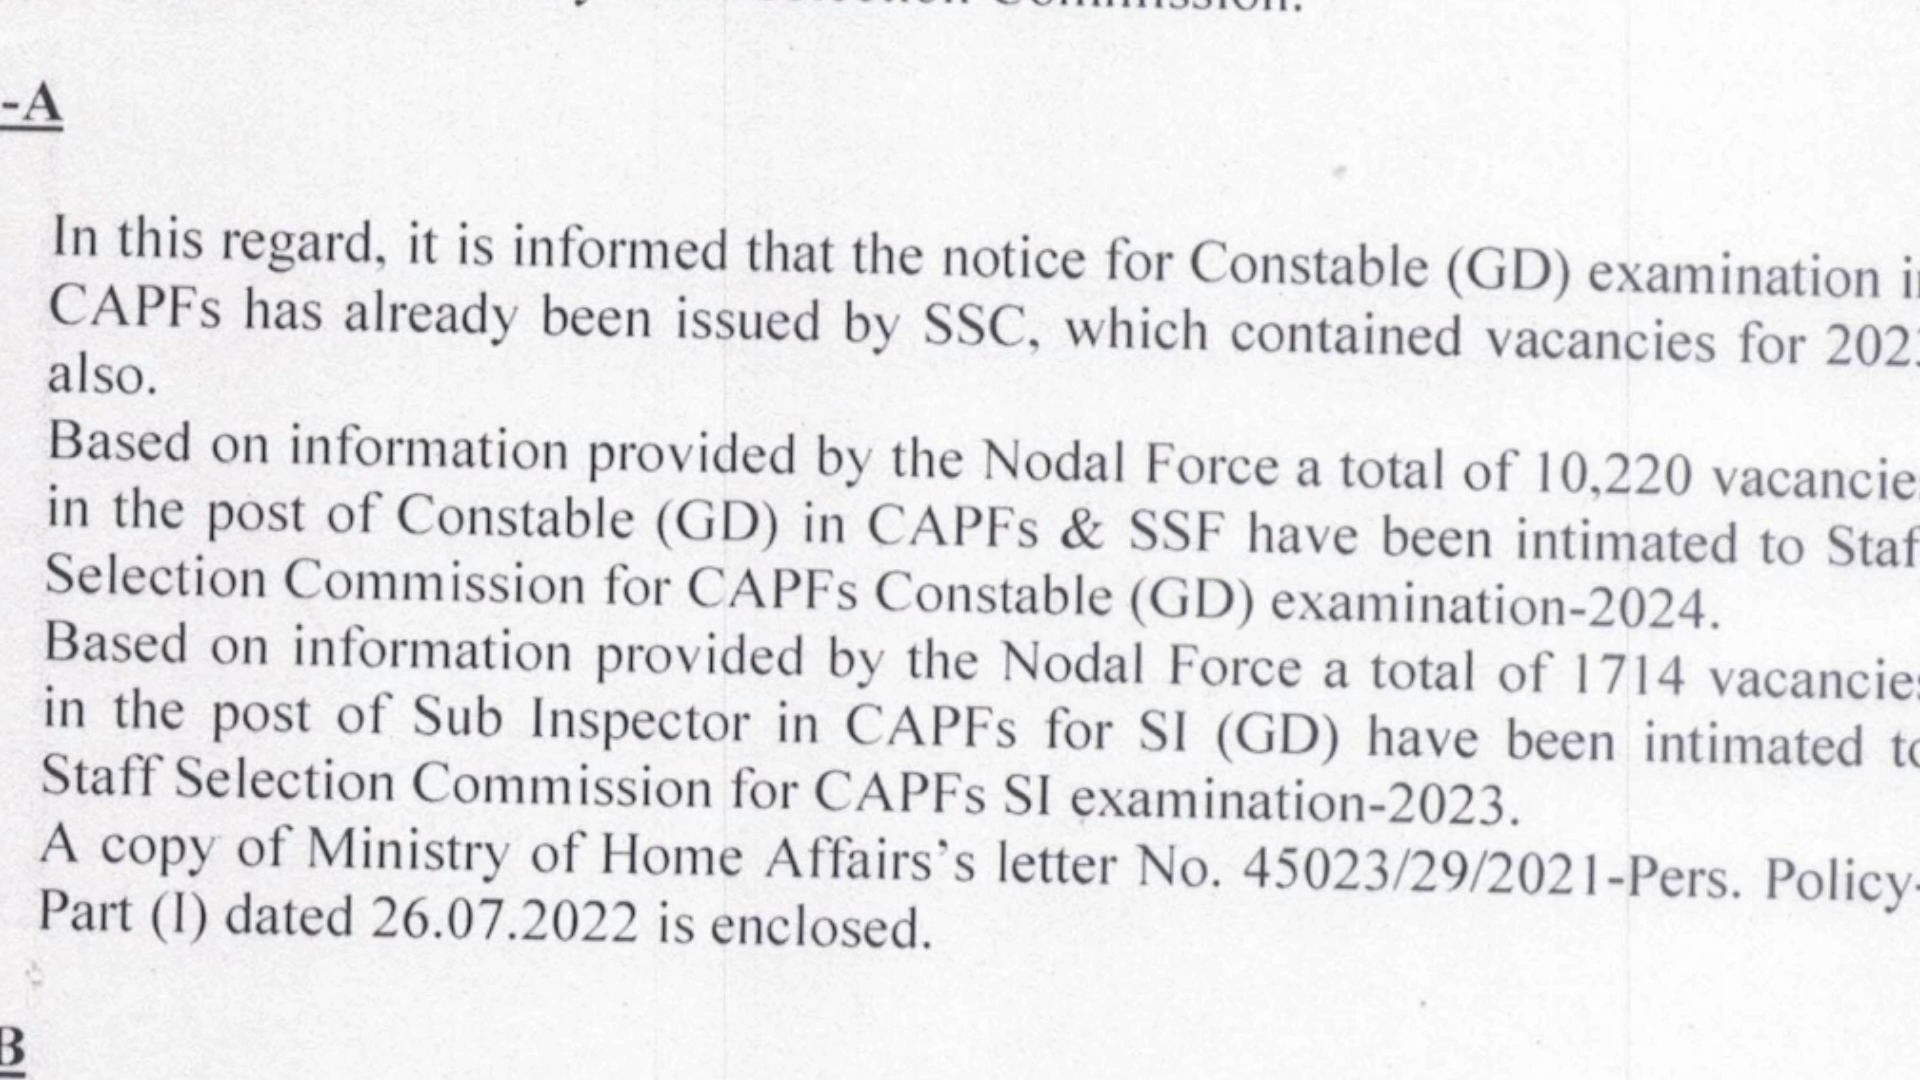 -A
In this regard, it is informed that the notice for Constable (GD) examination
CAPFs has already been issued by SSC, which contained vacancies for
also.
Based on information provided by the Nodal Force a total of 10,220 vacancie
in the post of Constable (GD) in CAPFs & SSF have been intimated to Staf
Selection Commission for CAPFs Constable (GD) examination-2024.
Based on information provided by the Nodal Force a total of 1714 vacancies
in the post of Sub Inspector in CAPFs for SI (GD) have been intimated to
Staff Selection Commission for CAPFs SI examination-2023.
A copy of Ministry of Home Affairs's letter No. 45023/29/2021-Pers. Policy-
Part (I) dated 26.07.2022 is enclosed.
B